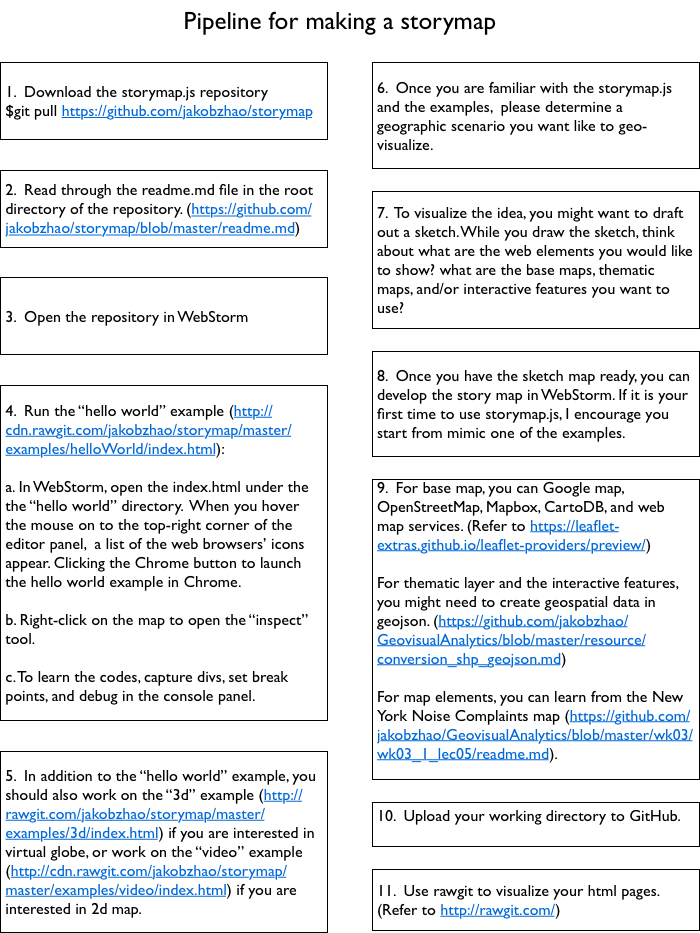 Pipeline for making a storymap
1. Download the storymap.js repository
$git pull https://github.com/jakobzhao/storymap
2. Read through the readme.md file in the root
directory of the repository. (https://github.com/
jakobzhao/storymap/blob/master/readme.md)
3. Open the repository in WebStorm
4. Run the “hello world” example (http://
cdn.rawgit.com/jakobzhao/storymap/master/
examples/helloWorld/index.html):
a. In WebStorm, open the index.html under the
the “hello world” directory. When you hover
the mouse on to the top-right corner of the
editor panel, a list of the web browsers’ icons
appear. Clicking the Chrome button to launch
the hello world example in Chrome.
b. Right-click on the map to open the “inspect”
tool.
c. To learn the codes, capture divs, set break
points, and debug in the console panel.
5. In addition to the “hello world” example, you
should also work on the “3d” example (http://
rawgit.com/jakobzhao/storymap/master/
examples/3d/index.html) if you are interested in
virtual globe, or work on the “video” example
(http://cdn.rawgit.com/jakobzhao/storymap/
master/examples/video/index.html) if you are
interested in 2d map.
6. Once you are familiar with the storymap.js
and the examples, please determine a
geographic scenario you want like to geo-
visualize.
7. To visualize the idea, you might want to draft
out a sketch. While you draw the sketch, think
about what are the web elements you would like
to show? what are the base maps, thematic
maps, and/or interactive features you want to
use?
8. Once you have the sketch map ready, you can
develop the story map in WebStorm. If it is your
first time to use storymap.js, I encourage you
start from mimic one of the examples.
9. For base map, you can Google map,
OpenStreetMap, Mapbox, CartoDB, and web
map services. (Refer to https://leaflet-
extras.github.io/leaflet-providers/preview/)
For thematic layer and the interactive features,
you might need to create geospatial data in
geojson. (https://github.com/jakobzhao/
GeovisualAnalytics/blob/master/resource/
conversion_shp_geojson.md)
For map elements, you can learn from the New
York Noise Complaints map (https://github.com/
jakobzhao/GeovisualAnalytics/blob/master/wk03/
wk03_1_lec05/readme.md).
10. Upload your working directory to GitHub.
11. Use rawgit to visualize your html pages.
(Refer to http://rawgit.com/)